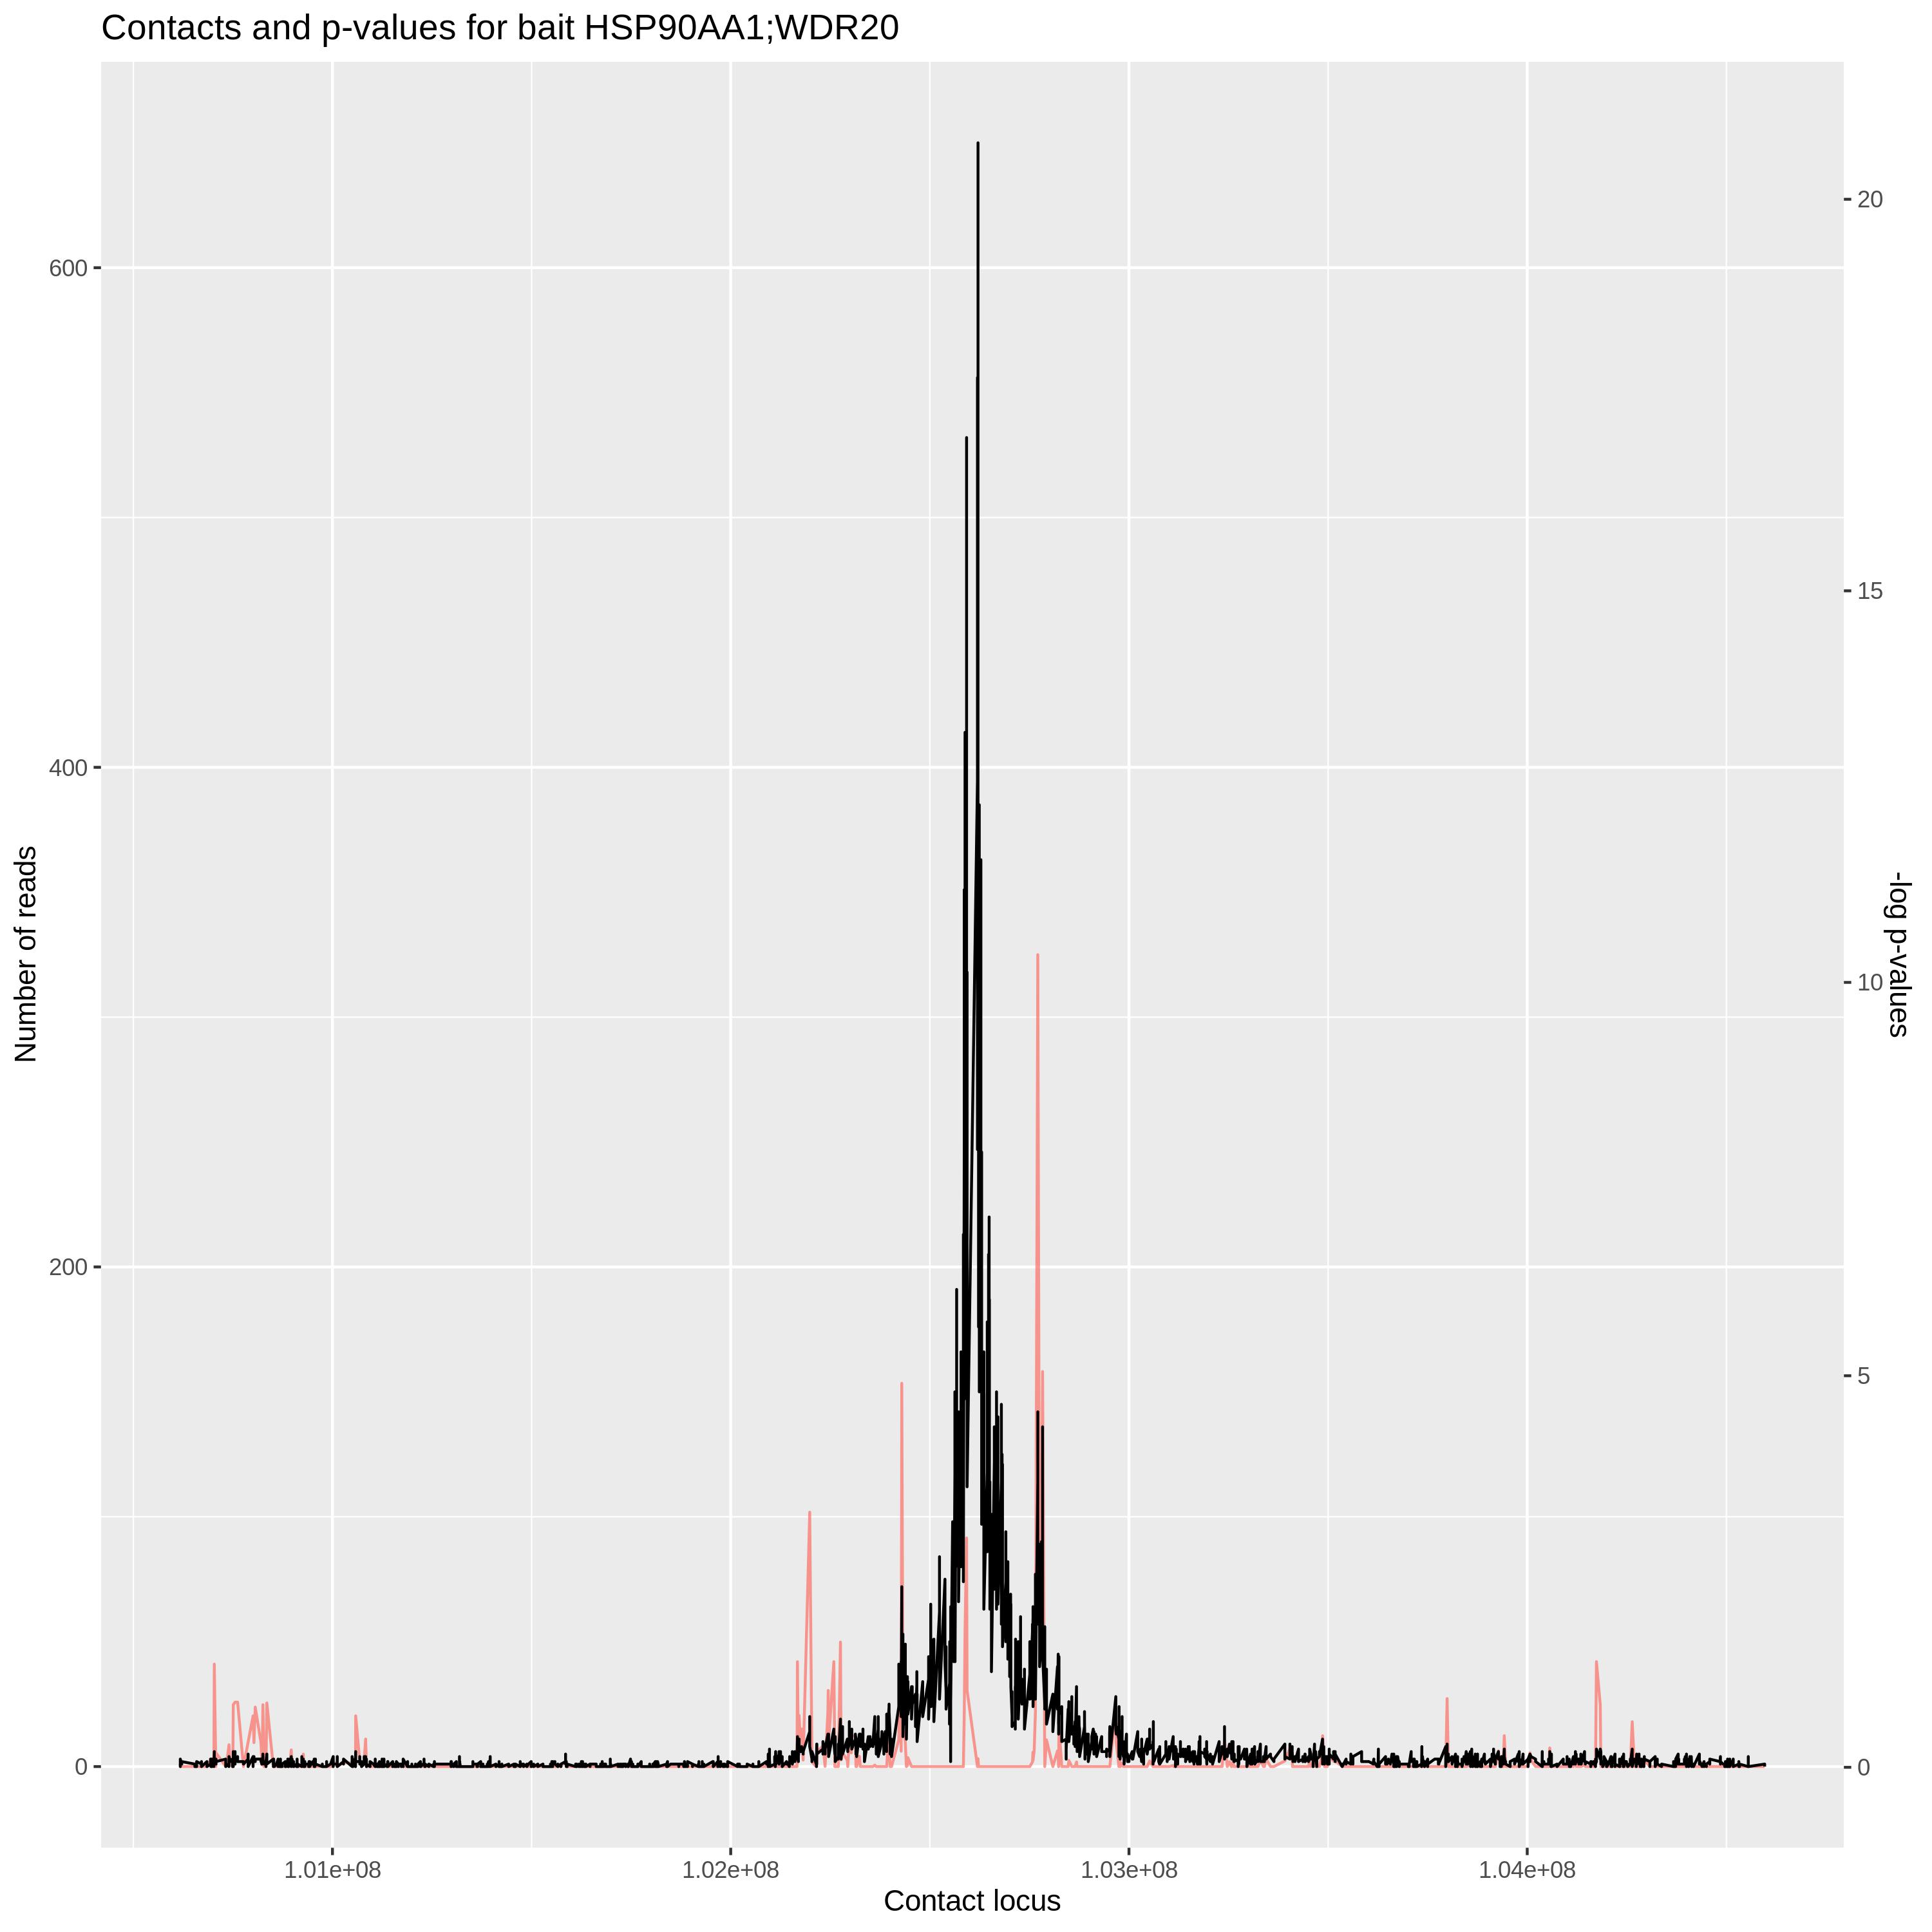 Contacts and p-values for bait HSP90AA1;WDR20
Number of reads
600
400
200
0
20
15
10
5
0
-log p-values
1.01e+08
1.02e+08
1.03e+08
1.04e+08
Contact locus